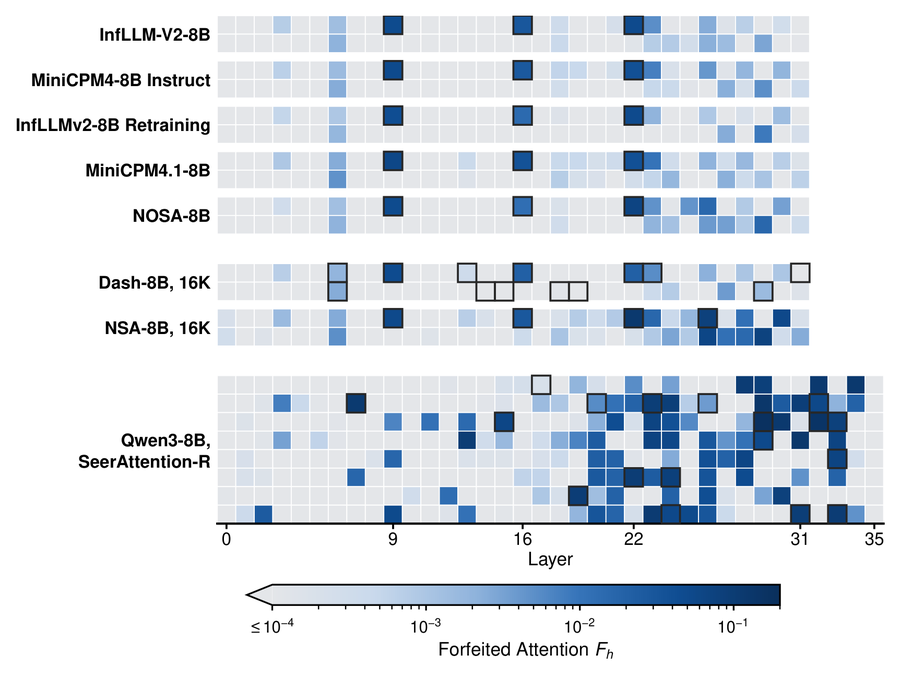 InfLLM-V2-8B
MiniCPM4-8B Instruct
InfLLMv2-8B Retraining
MiniCPM4.1-8B
NOSA-8B
Dash-8B, 16K
NSA-8B, 16K
Qwen3-8B,
SeerAttention-R
0 9 16 22 31 35
Layer
≤10⁻⁴ 10⁻³ 10⁻² 10⁻¹
Forfeited Attention Fₕ